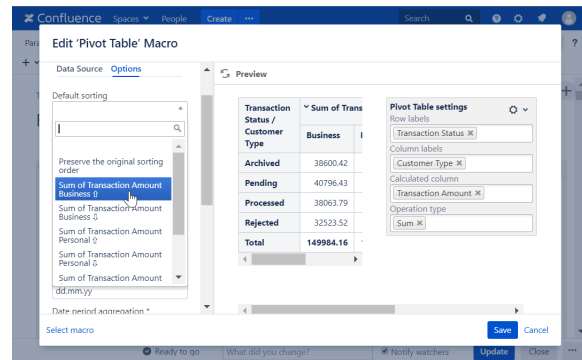 Confluence Spaces People Create ••• Search
Edit 'Pivot Table' Macro
Data Source Options
Default sorting
Preserve the original sorting
order
Sum of Transaction Amount
Business ⇧
Sum of Transaction Amount
Business ⇩
Sum of Transaction Amount
Personal ⇧
Sum of Transaction Amount
Personal ⇩
Sum of Transaction Amount
dd.mm.yy
Date period aggregation *
Preview
Transaction Status / Customer Type Sum of Trans
Business
Archived 38600.42
Pending 40796.43
Processed 38063.79
Rejected 32523.52
Total 149984.16
Pivot Table settings
Row labels
Transaction Status ×
Column labels
Customer Type ×
Calculated column
Transaction Amount ×
Operation type
Sum ×
Select macro Save Cancel
Ready to go What did you change? Notify watchers Update Close •••